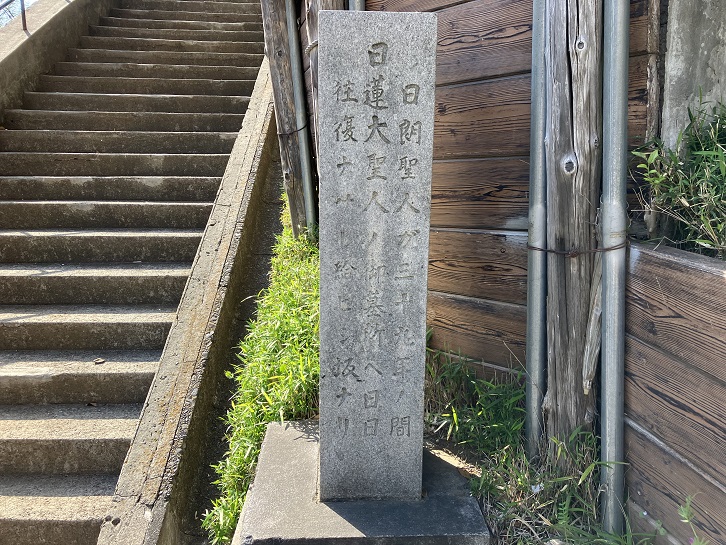 日朗聖人ガ三十九年ノ間
日蓮大聖人ノ御墓所ヘ日日
往復ナサレ給ヒシ坂ナリ